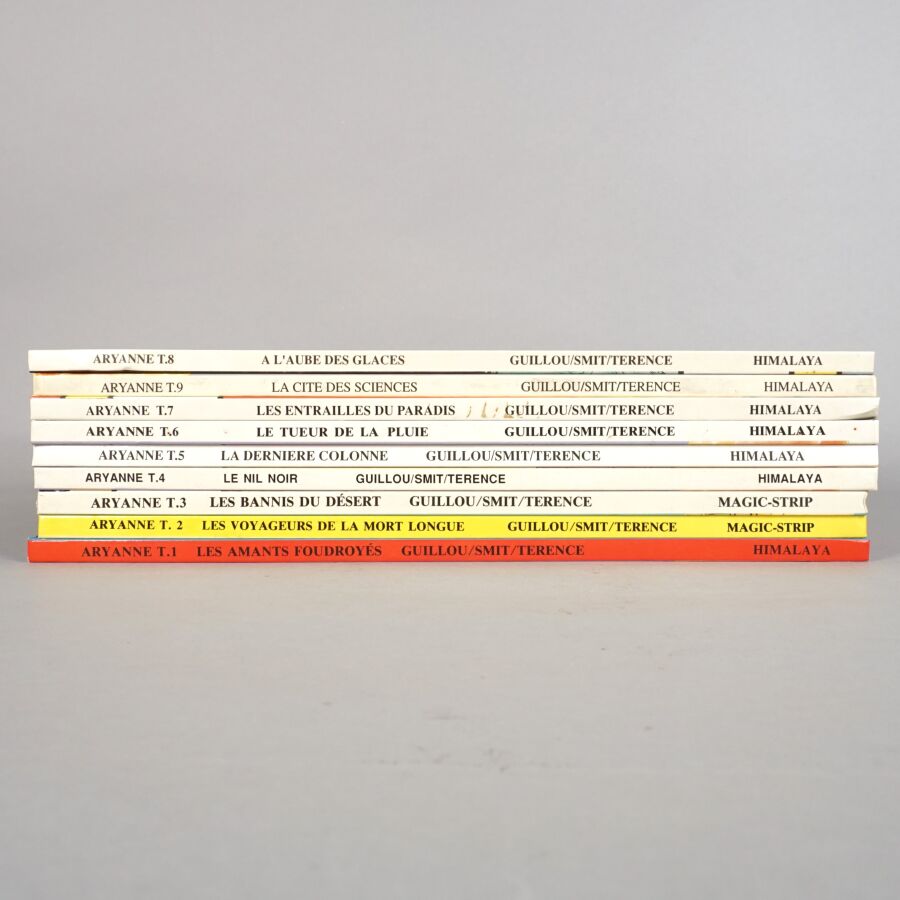 ARYANNE T.8 A L'AUBE DES GLACES GUILLOU/SMIT/TERENCE HIMALAYA
ARYANNE T.9 LA CITE DES SCIENCES GUILLOU/SMIT/TERENCE HIMALAYA
ARYANNE T.7 LES ENTRAILLES DU PARADIS GUILLOU/SMIT/TERENCE HIMALAYA
ARYANNE T.6 LE TUEUR DE LA PLUIE GUILLOU/SMIT/TERENCE HIMALAYA
ARYANNE T.5 LA DERNIERE COLONNE GUILLOU/SMIT/TERENCE HIMALAYA
ARYANNE T.4 LE NIL NOIR GUILLOU/SMIT/TERENCE HIMALAYA
ARYANNE T.3 LES BANNIS DU DÉSERT GUILLOU/SMIT/TERENCE MAGIC-STRIP
ARYANNE T. 2 LES VOYAGEURS DE LA MORT LONGUE GUILLOU/SMIT/TERENCE MAGIC-STRIP
ARYANNE T.1 LES AMANTS FOUDROYÉS GUILLOU/SMIT/TERENCE HIMALAYA